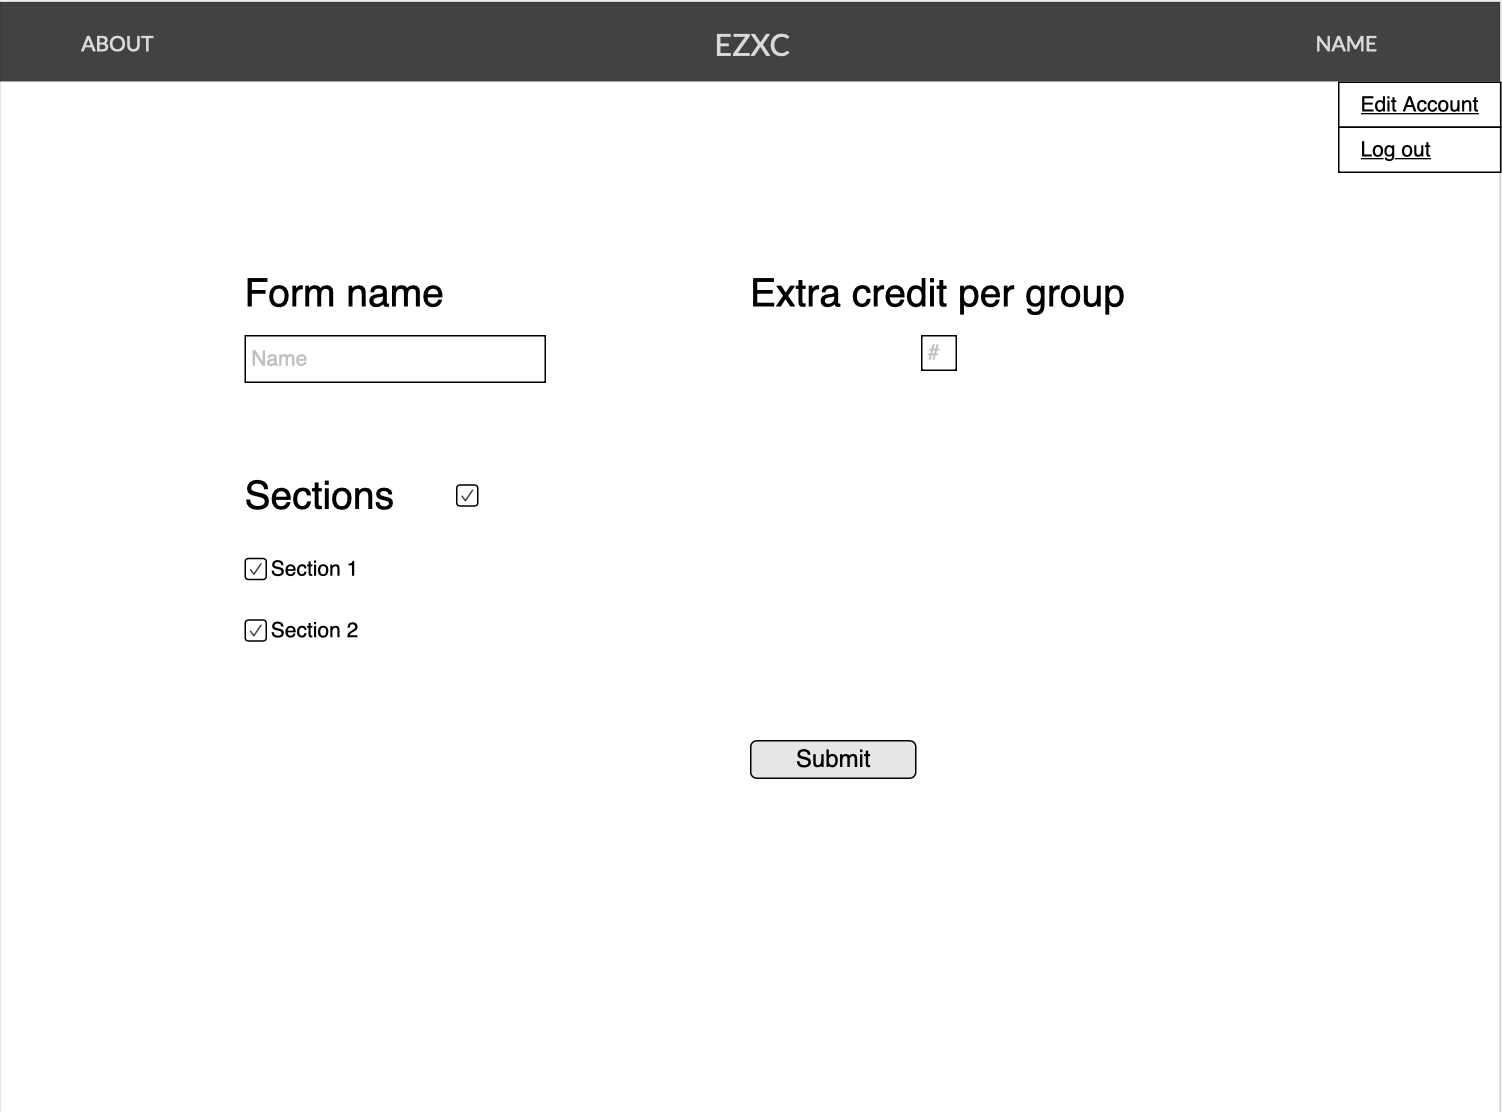 ABOUT
EZXC
NAME
Edit Account
Log out
Form name
Extra credit per group
Name
#
Sections
Section 1
Section 2
Submit